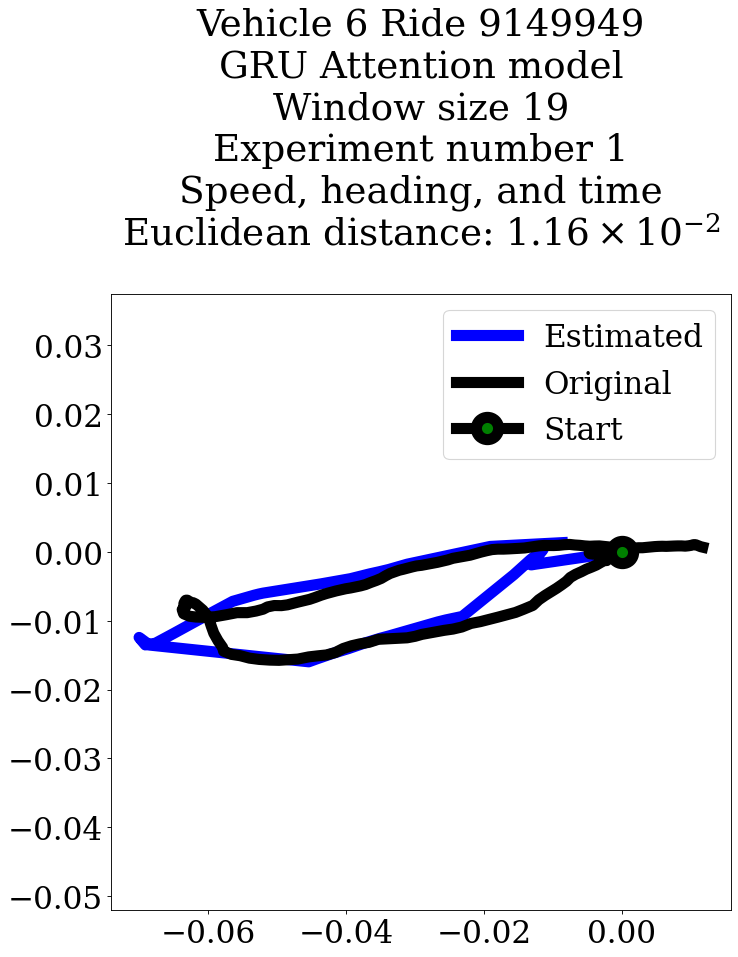 Vehicle 6 Ride 9149949
GRU Attention model
Window size 19
Experiment number 1
Speed, heading, and time
Euclidean distance: 1.16 × 10⁻²
Estimated
Original
Start
0.03
0.02
0.01
0.00
−0.01
−0.02
−0.03
−0.04
−0.05
−0.06
−0.04
−0.02
0.00